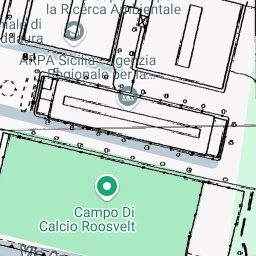 la Ricerca Ambientale
ARPA Sicilia - Agenzia
Regionale per la...
Campo Di
Calcio Roosvelt